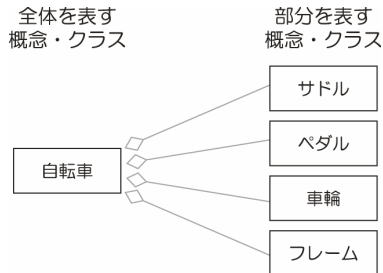 全体を表す
概念・クラス
部分を表す
概念・クラス
自転車
サドル
ペダル
車輪
フレーム